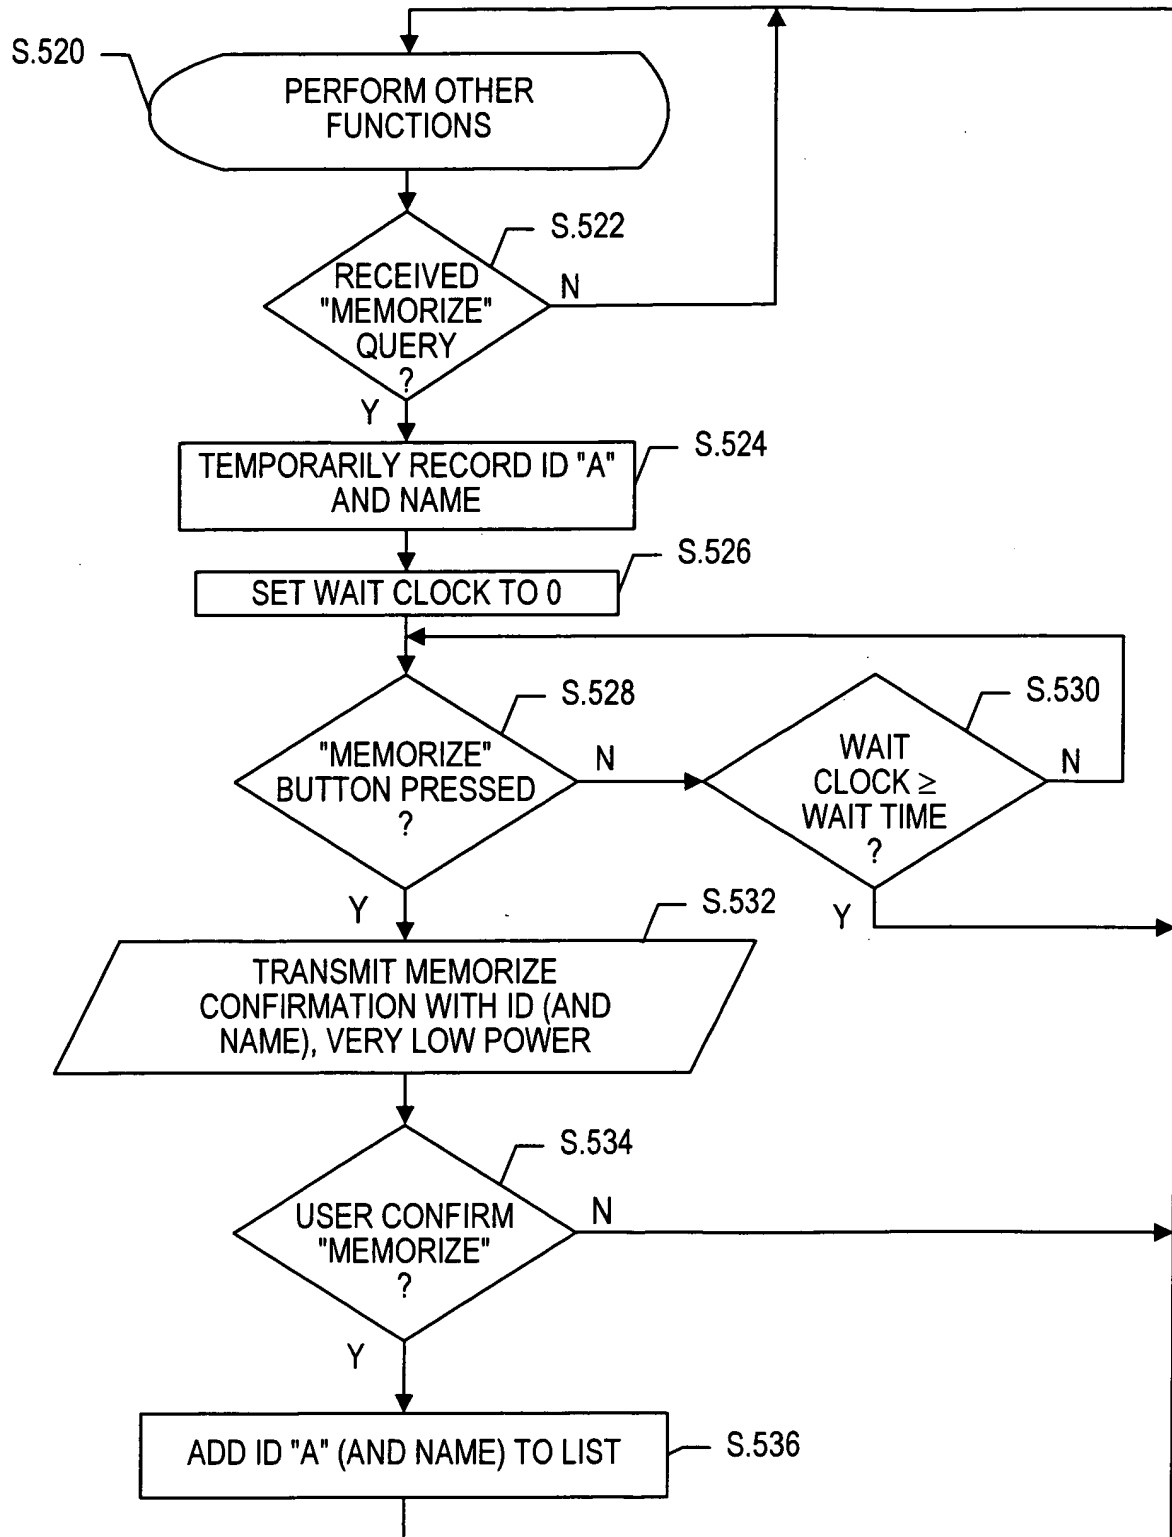 S.520
PERFORM OTHER
FUNCTIONS
S.522
RECEIVED
"MEMORIZE"
QUERY
?
N
Y
S.524
TEMPORARILY RECORD ID "A"
AND NAME
S.526
SET WAIT CLOCK TO 0
S.528
"MEMORIZE"
BUTTON PRESSED
?
N
S.530
WAIT
CLOCK ≥
WAIT TIME
?
N
Y
Y
S.532
TRANSMIT MEMORIZE
CONFIRMATION WITH ID (AND
NAME), VERY LOW POWER
S.534
USER CONFIRM
"MEMORIZE"
?
N
Y
ADD ID "A" (AND NAME) TO LIST
S.536